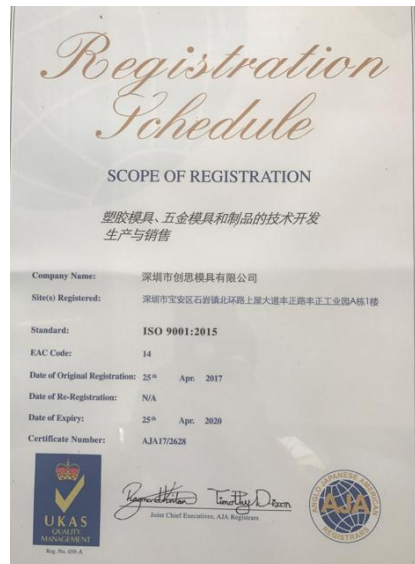 Registration
Schedule
SCOPE OF REGISTRATION
塑胶模具、五金模具和制品的技术开发
生产与销售
Company Name: 深圳市创思模具有限公司
Site(s) Registered: 深圳市宝安区石岩镇北环路上屋大道丰正路丰正工业园A栋1楼
Standard: ISO 9001:2015
EAC Code: 14
Date of Original Registration: 25th Apr. 2017
Date of Re-Registration: N/A
Date of Expiry: 25th Apr. 2020
Certificate Number: AJA17/2628
UKAS
QUALITY
MANAGEMENT
Joint Chief Executives, AJA Registrars
ANGLO JAPANESE AMERICAN
AJA
REGISTRARS